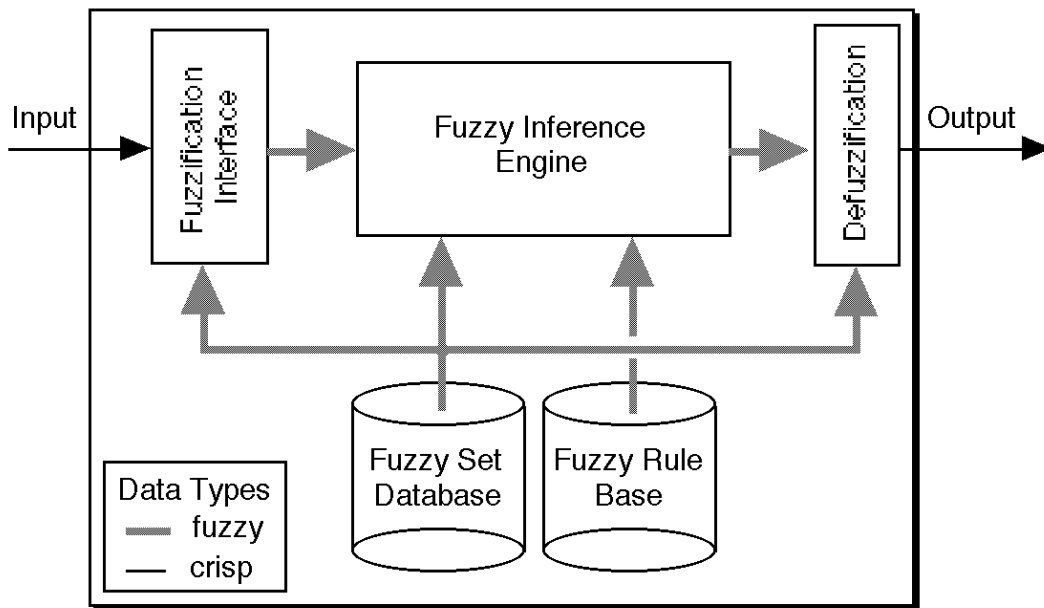 Input
Fuzzification
Interface
Fuzzy Inference
Engine
Defuzzification
Output
Fuzzy Set
Database
Fuzzy Rule
Base
Data Types
fuzzy
crisp